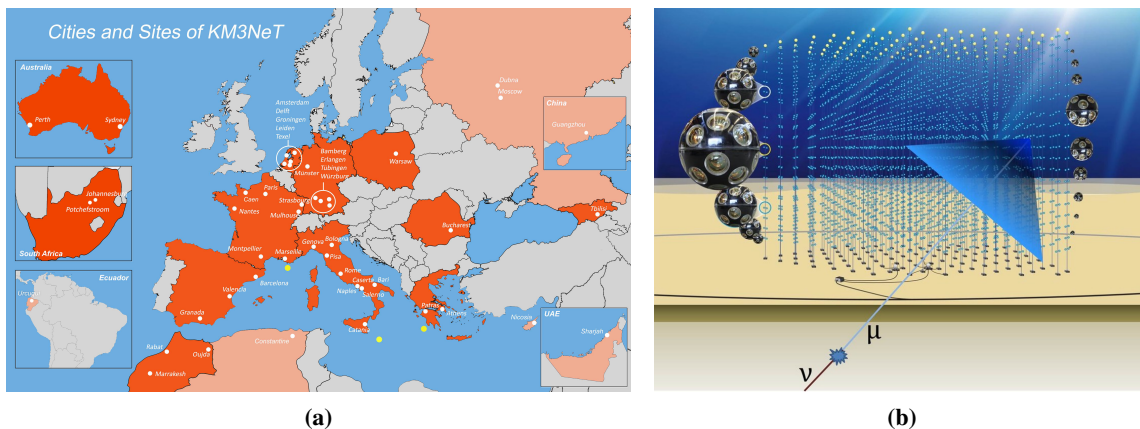 Cities and Sites of KM3NeT
Australia
Perth
Sydney
Johannesburg
Potchefstroom
South Africa
Ecuador
Urcuquí
Amsterdam
Delft
Groningen
Leiden
Texel
Bamberg
Erlangen
Tübingen
Würzburg
Münster
Warsaw
Dubna
Moscow
China
Guangzhou
Paris
Caen
Strasbourg
Nantes
Mulhouse
Tbilisi
Bucharest
Montpellier
Marseille
Genova
Bologna
Pisa
Rome
Caserta
Bari
Naples
Salerno
Barcelona
Valencia
Granada
Catania
Patras
Athens
Nicosia
UAE
Sharjah
Rabat
Oujda
Constantine
Marrakesh
μ
ν
(a)
(b)